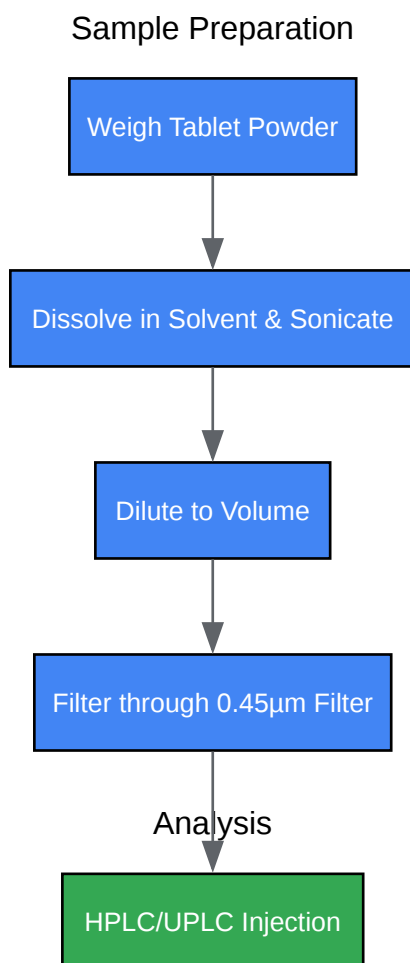 Sample Preparation
Weigh Tablet Powder
Dissolve in Solvent & Sonicate
Dilute to Volume
Filter through 0.45µm Filter
Analysis
HPLC/UPLC Injection